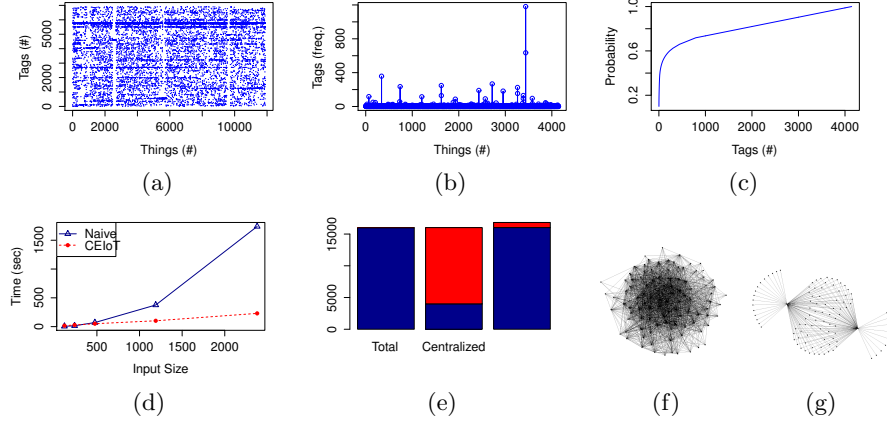 Tags (#)
0 2000 5000
0 2000 6000 10000
Things (#)
(a)
Tags (freq.)
0 400 800
0 1000 2000 3000 4000
Things (#)
(b)
Probability
0.2 0.6 1.0
0 1000 2000 3000 4000
Tags (#)
(c)
Time (sec)
0 500 1500
Naive
CEIoT
500 1000 1500 2000
Input Size
(d)
0 5000 10000 15000
Total Centralized
(e)
(f)
(g)